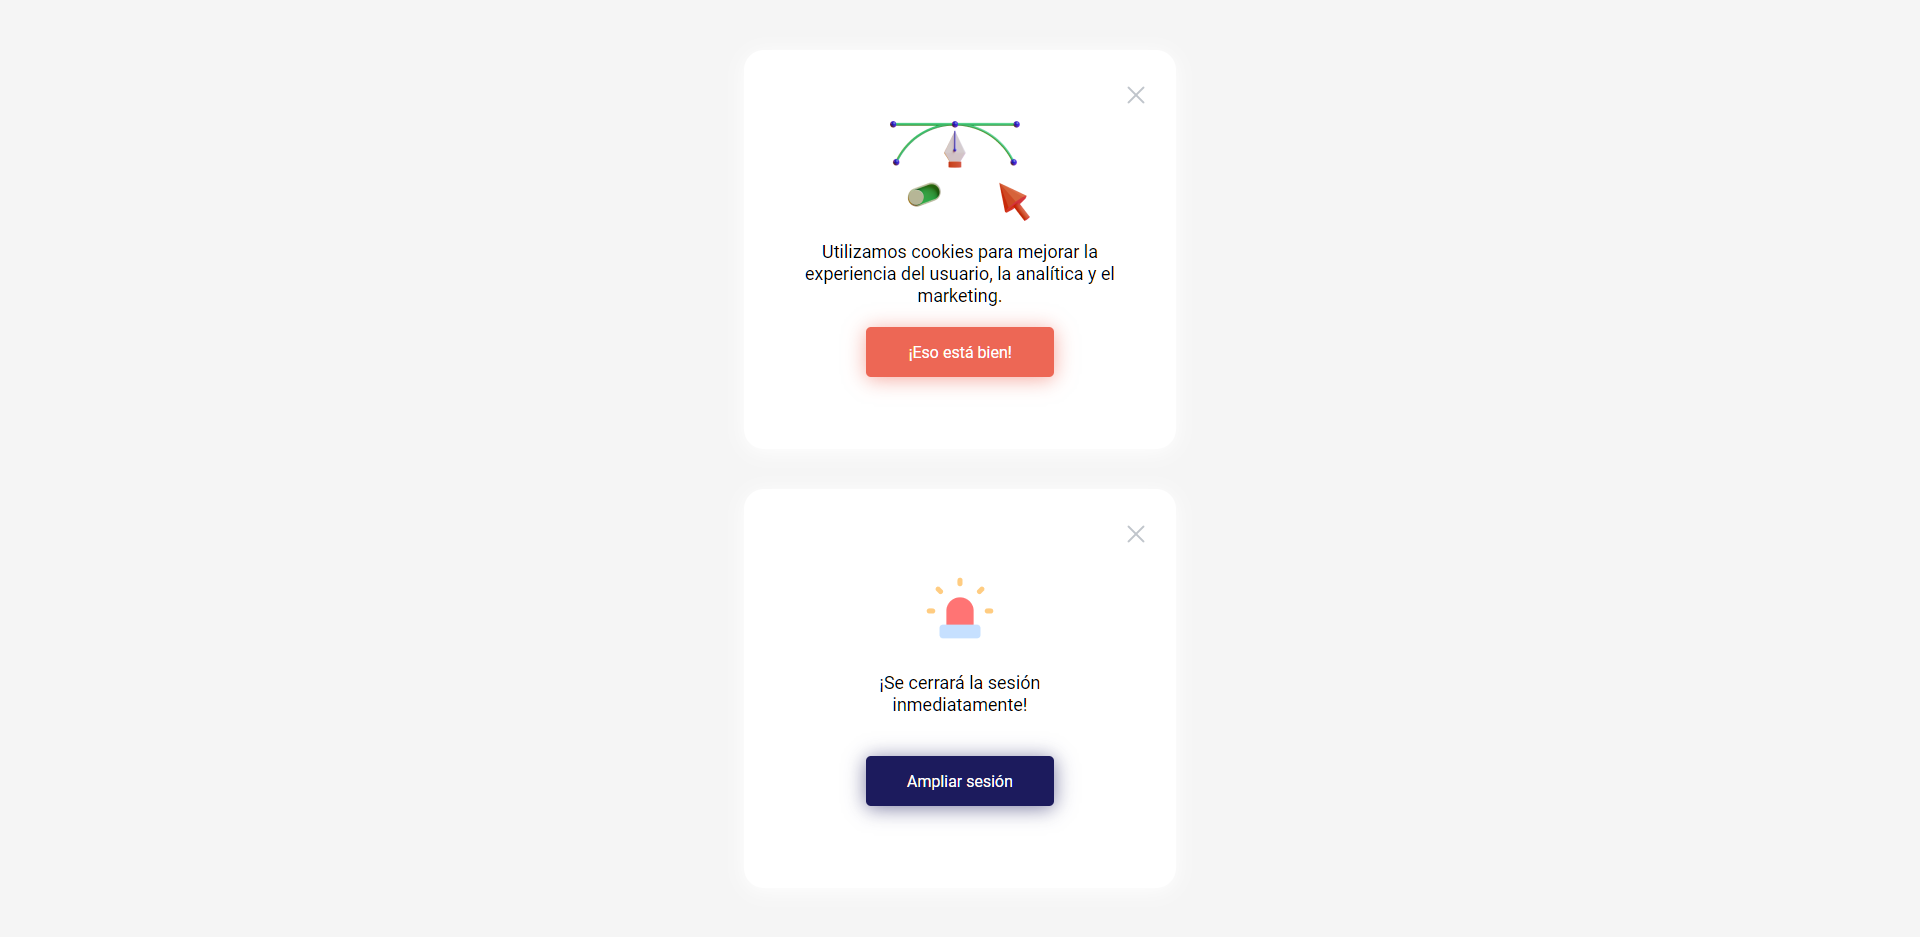 Utilizamos cookies para mejorar la
experiencia del usuario, la analítica y el
marketing.
¡Eso está bien!
¡Se cerrará la sesión
inmediatamente!
Ampliar sesión